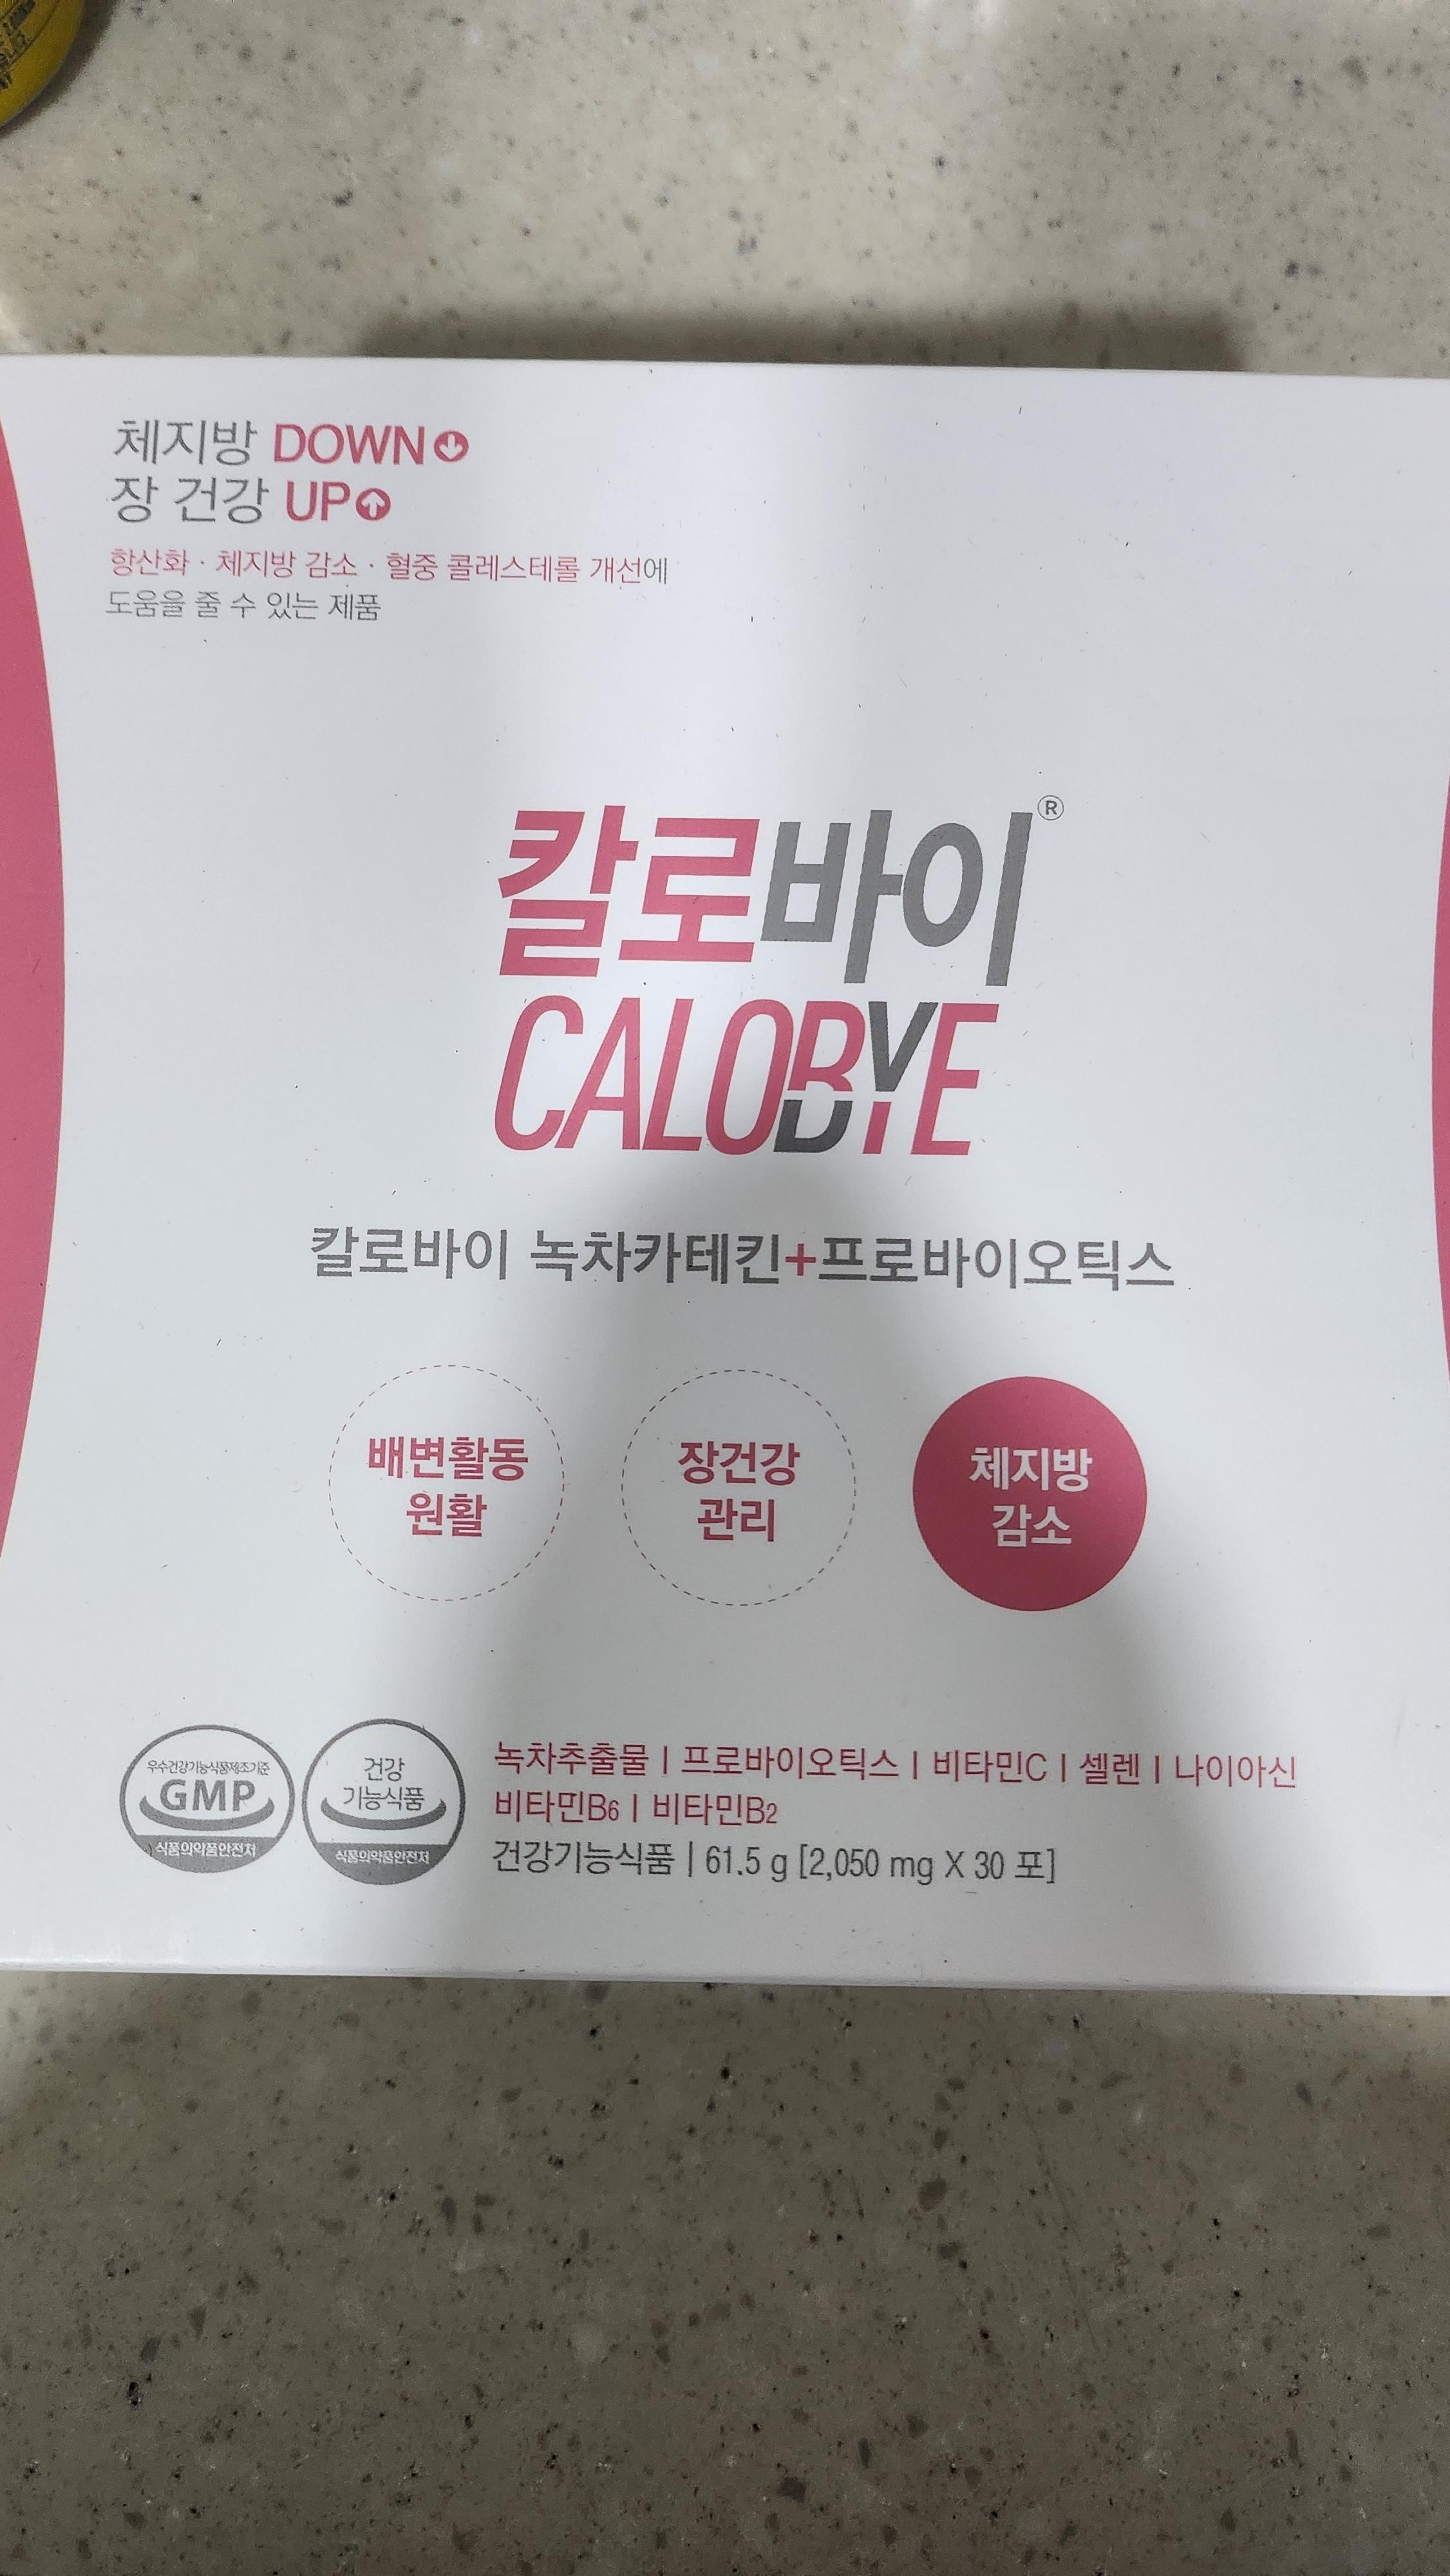 체지방 DOWN
장 건강 UP
항산화 · 체지방 감소 · 혈중 콜레스테롤 개선에
도움을 줄 수 있는 제품
칼로바이®
CALOBYE
칼로바이 녹차카테킨+프로바이오틱스
배변활동
원활
장건강
관리
체지방
감소
우수건강기능식품제조기준
GMP
식품의약품안전처
건강
기능식품
식품의약품안전처
녹차추출물 | 프로바이오틱스 | 비타민C | 셀렌 | 나이아신
비타민B6 | 비타민B2
건강기능식품 | 61.5 g [2,050 mg X 30 포]